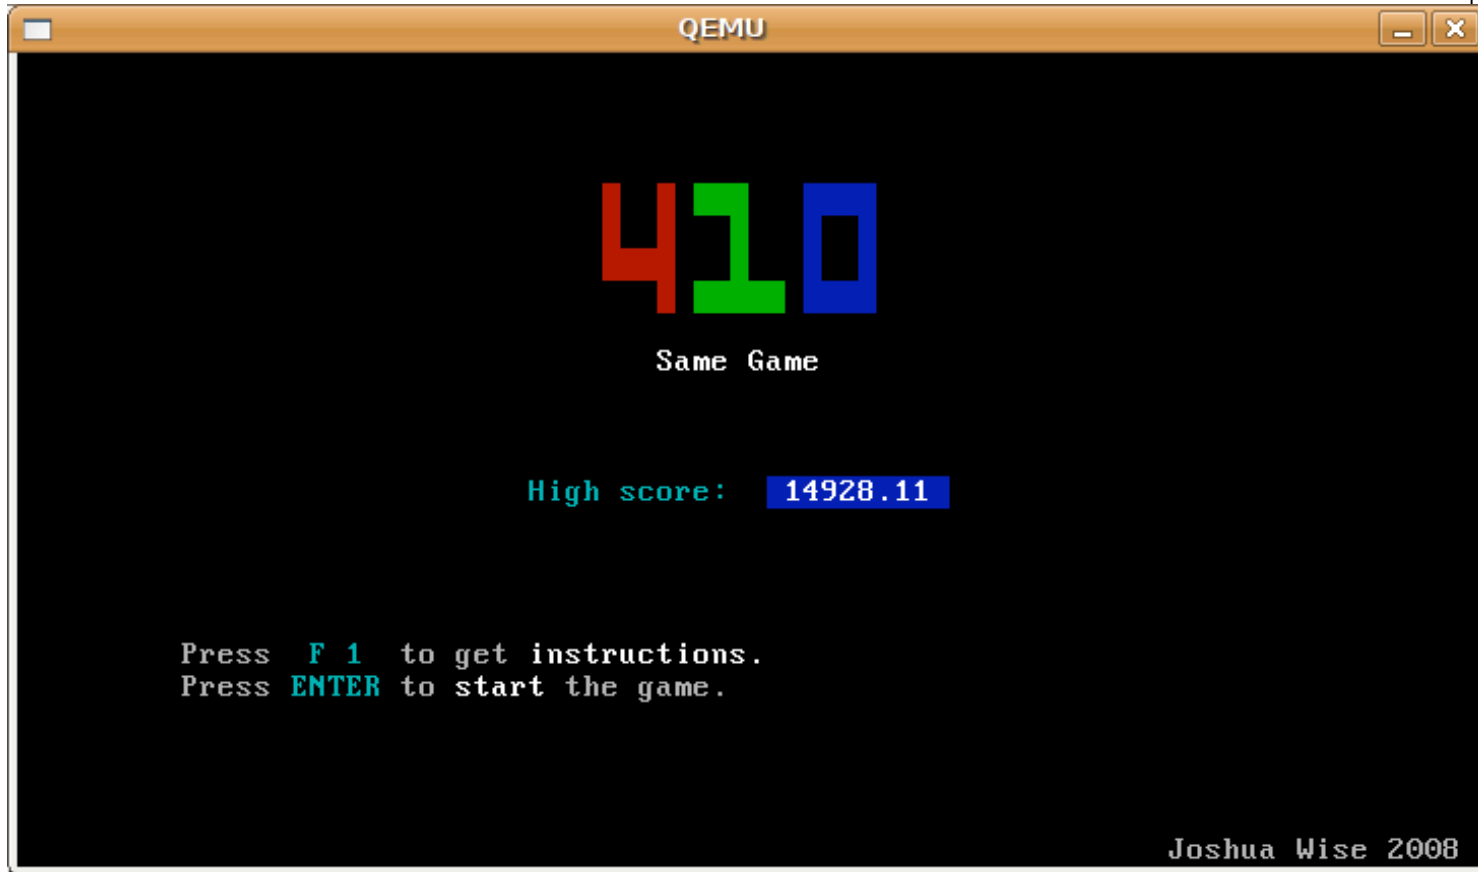 QEMU
410
Same Game
High score: 14928.11
Press F 1 to get instructions.
Press ENTER to start the game.
Joshua Wise 2008